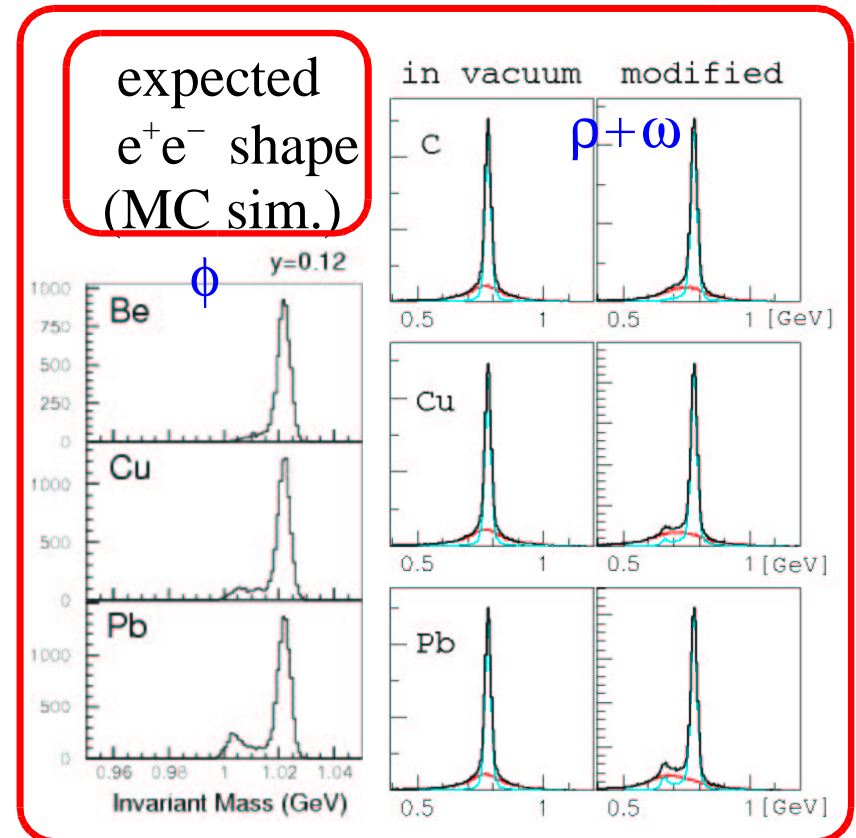 expected
e⁺e⁻ shape
(MC sim.)
in vacuum modified
ρ+ω
C
0.5 1 0.5 1 [GeV]
Cu
0.5 1 0.5 1 [GeV]
Pb
0.5 1 0.5 1 [GeV]
ϕ
y=0.12
1000
750
500
250
0
Be
1000
500
0
Cu
1000
500
0
Pb
0.96 0.98 1 1.02 1.04
Invariant Mass (GeV)